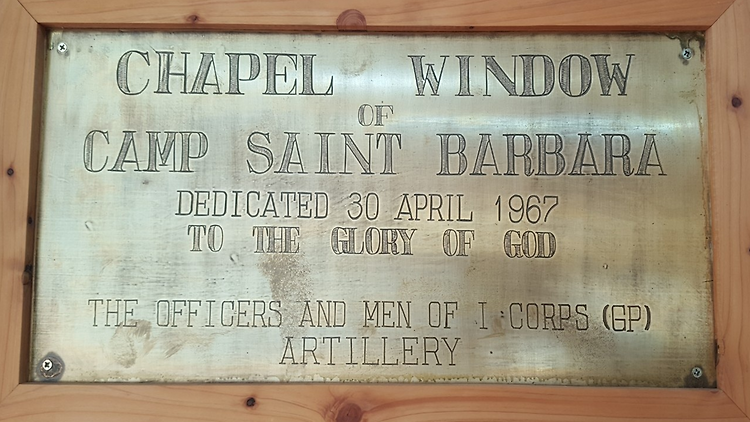 CHAPEL WINDOW
OF
CAMP SAINT BARBARA
DEDICATED 30 APRIL 1967
TO THE GLORY OF GOD
THE OFFICERS AND MEN OF I CORPS (GP)
ARTILLERY